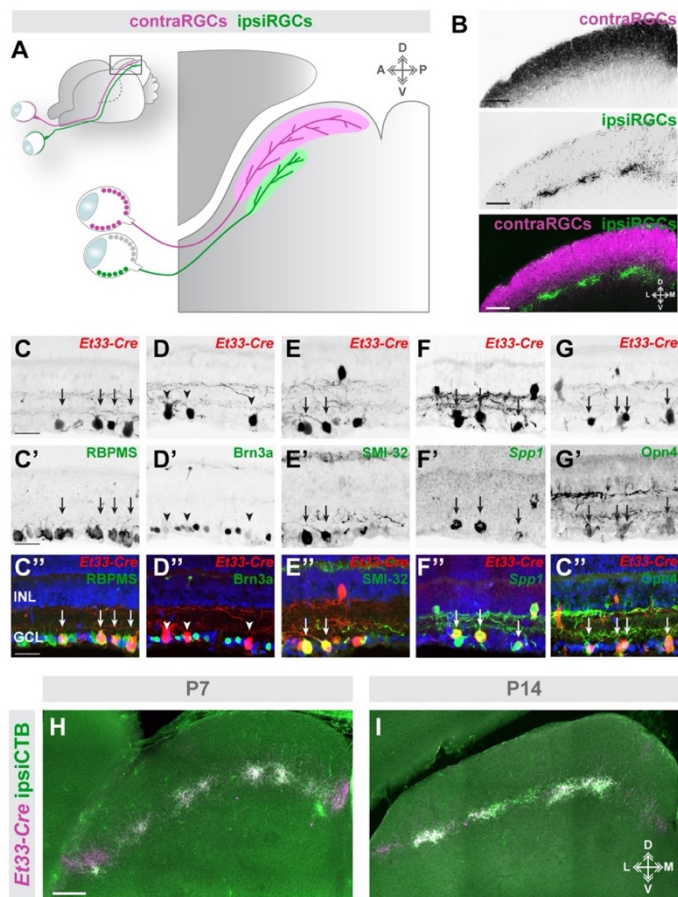 contraRGCs ipsiRGCs
A
D
A P
V
B
contraRGCs
ipsiRGCs
contraRGCs ipsiRGCs
D
L M
V
C Et33-Cre
D Et33-Cre
E Et33-Cre
F Et33-Cre
G Et33-Cre
C' RBPMS
D' Brn3a
E' SMI-32
F' Spp1
G' Opn4
C'' Et33-Cre
RBPMS
INL
GCL
D'' Et33-Cre
Brn3a
E'' Et33-Cre
SMI-32
F'' Et33-Cre
Spp1
C'' Et33-Cre
Opn4
P7
P14
Et33-Cre ipsiCTB
H
I
D
L M
V